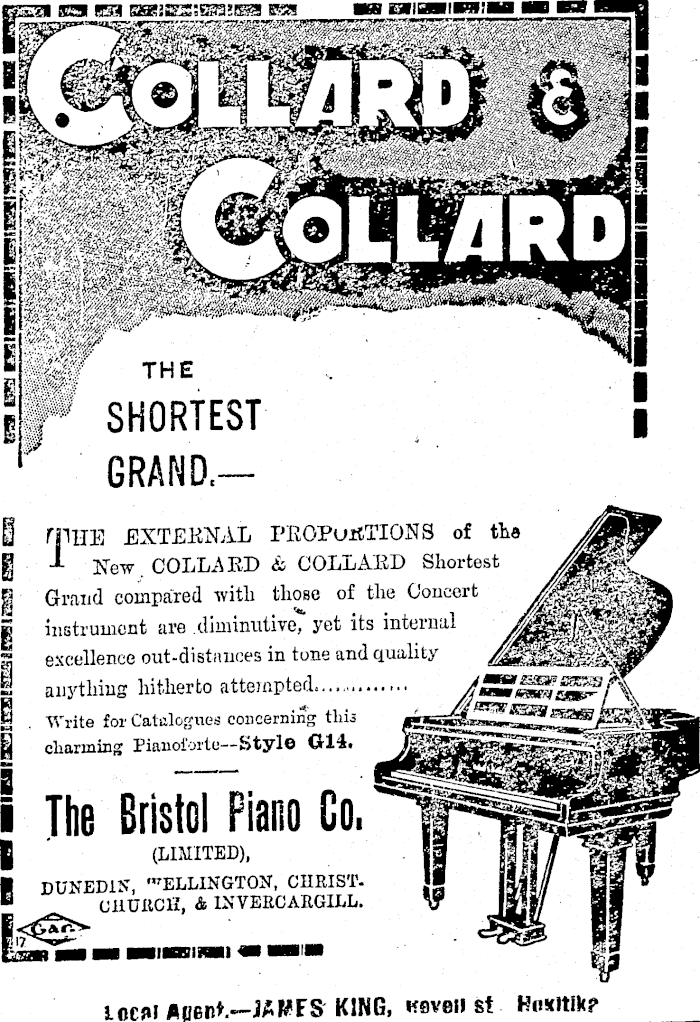 COLLARD &
COLLARD
THE
SHORTEST
GRAND.—
THE EXTERNAL PROPORTIONS of the
New COLLARD & COLLARD Shortest
Grand compared with those of the Concert
instrument are diminutive, yet its internal
excellence out-distances in tone and quality
anything hitherto attempted............
Write for Catalogues concerning this
charming Pianoforte--Style G14.
The Bristol Piano Co.
(LIMITED),
DUNEDIN, WELLINGTON, CHRIST-
CHURCH, & INVERCARGILL.
17
Local Agent.—JAMES KING, Revell st Hokitika